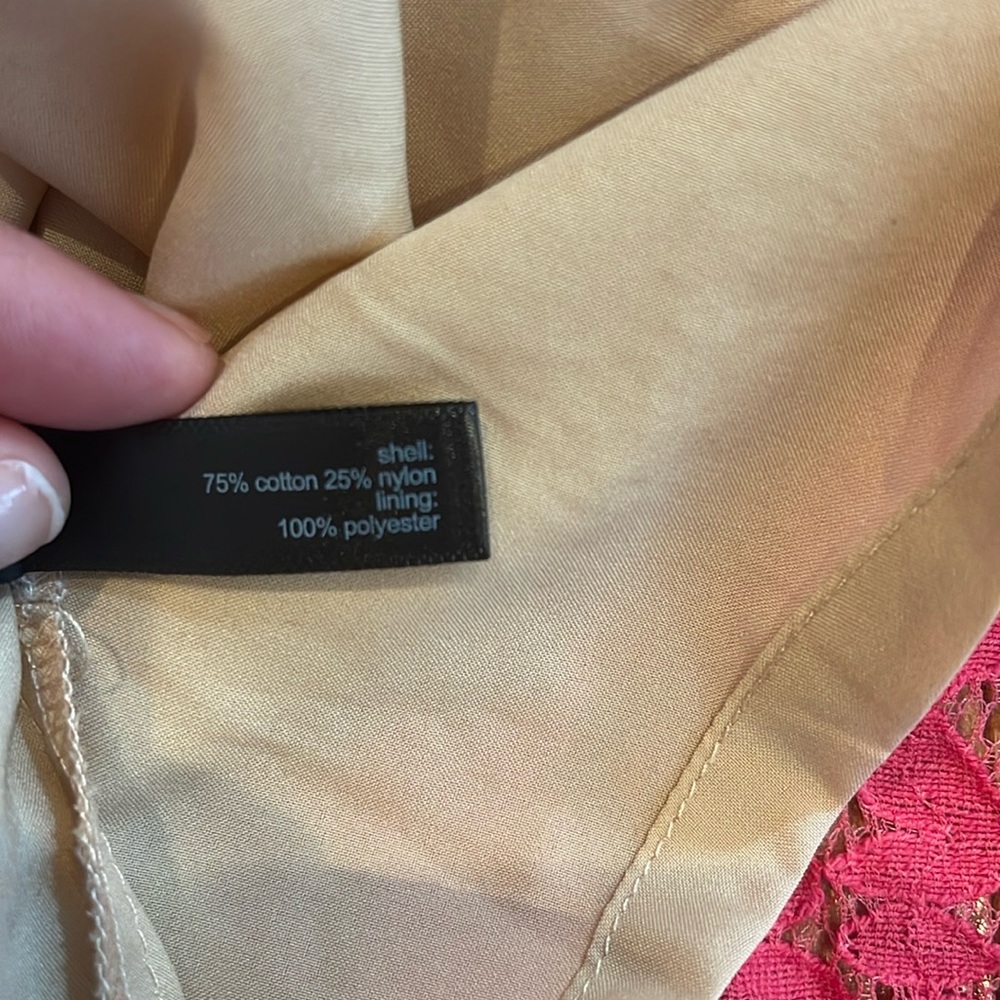 shell:
75% cotton 25% nylon
lining:
100% polyester